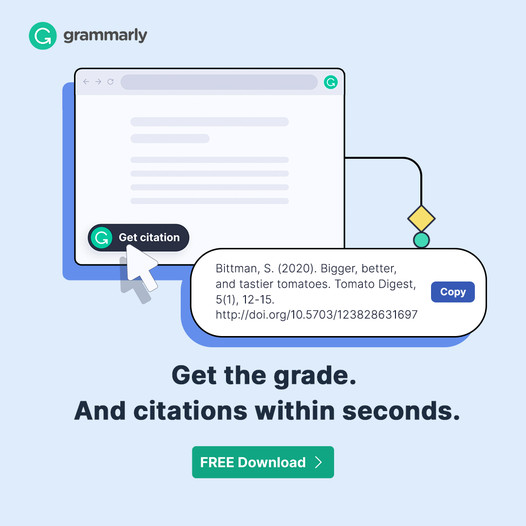 grammarly
Get citation
Bittman, S. (2020). Bigger, better,
and tastier tomatoes. Tomato Digest,
5(1), 12-15.
http://doi.org/10.5703/123828631697
Copy
Get the grade.
And citations within seconds.
FREE Download